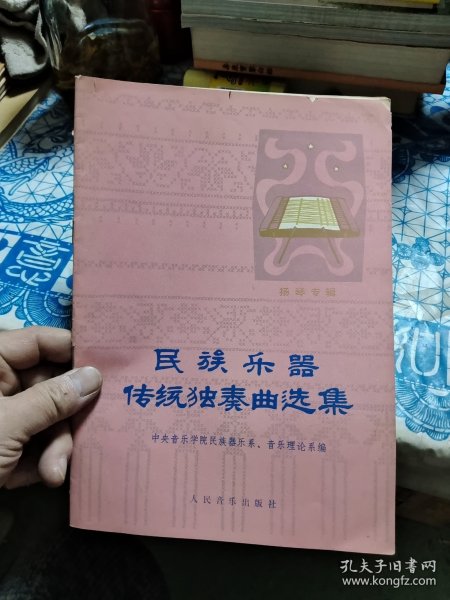 扬琴专辑
民族乐器
传统独奏曲选集
中央音乐学院民族器乐系、音乐理论系编
人民音乐出版社
孔夫子旧书网
www.kongfz.com